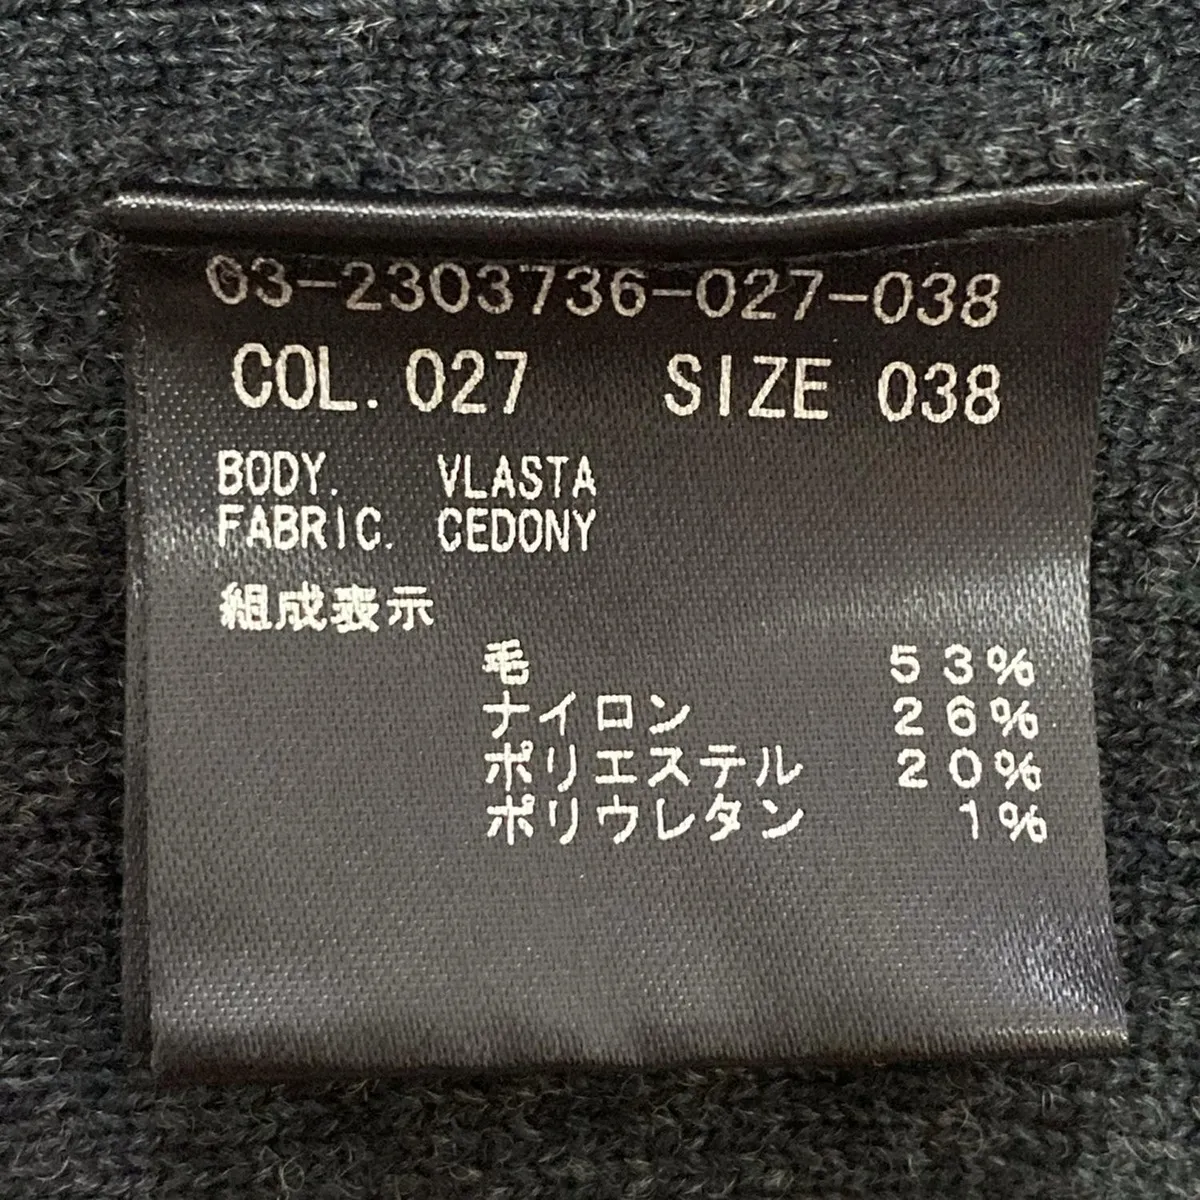 03-2303736-027-038
COL. 027 SIZE 038
BODY. VLASTA
FABRIC. CEDONY
組成表示
毛 53%
ナイロン 26%
ポリエステル 20%
ポリウレタン 1%